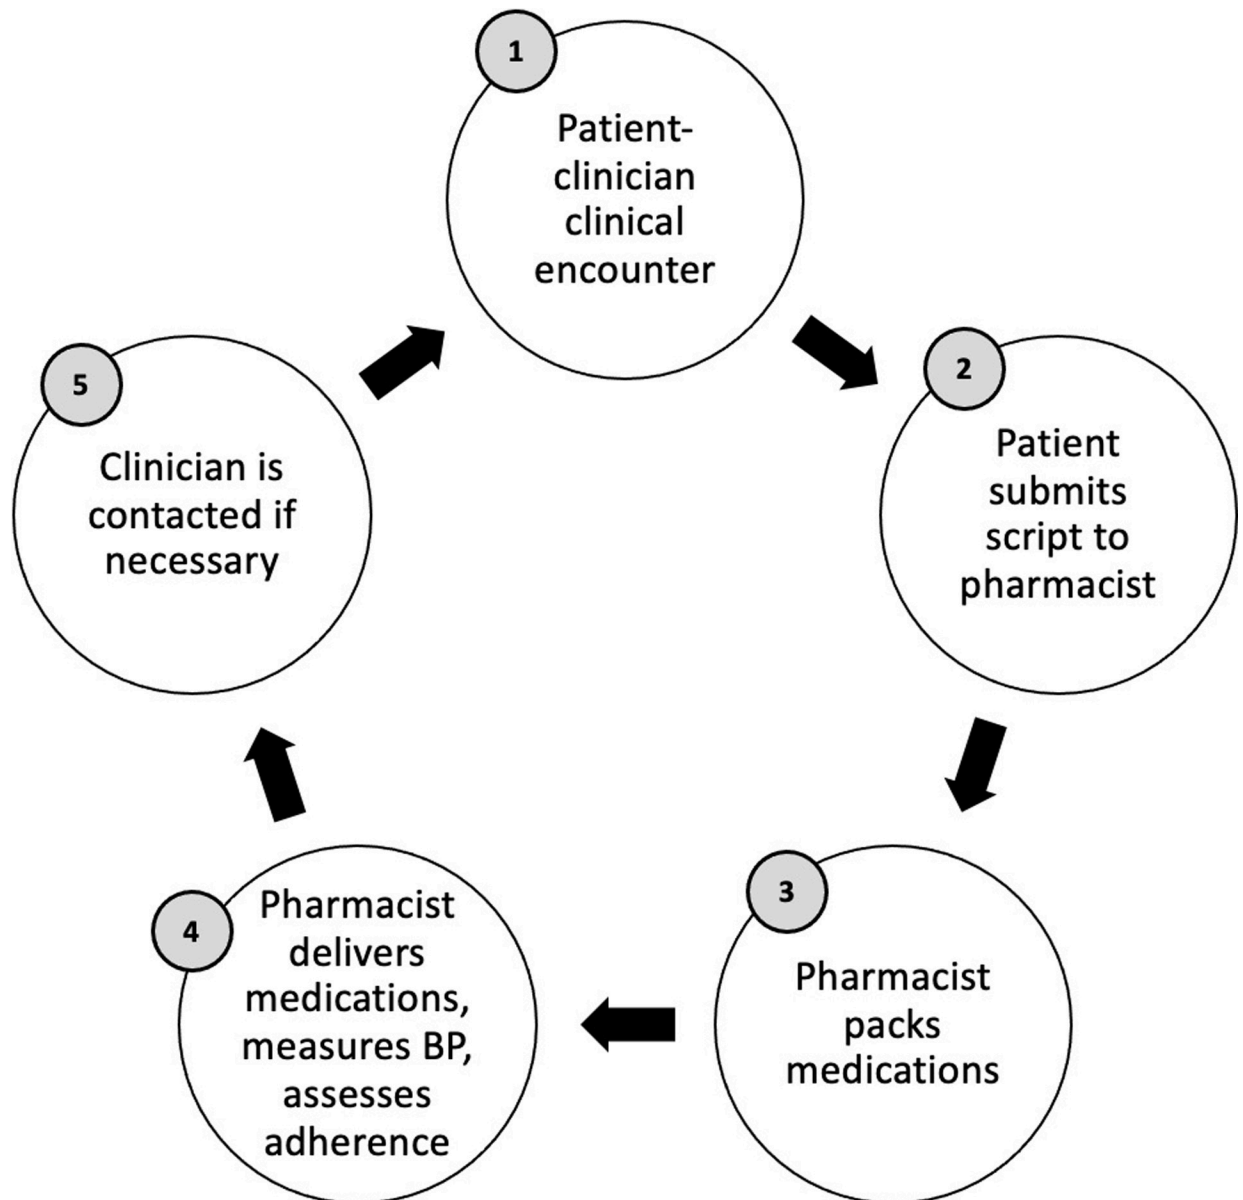 1
Patient-
clinician
clinical
encounter
2
Patient
submits
script to
pharmacist
3
Pharmacist
packs
medications
4
Pharmacist
delivers
medications,
measures BP,
assesses
adherence
5
Clinician is
contacted if
necessary